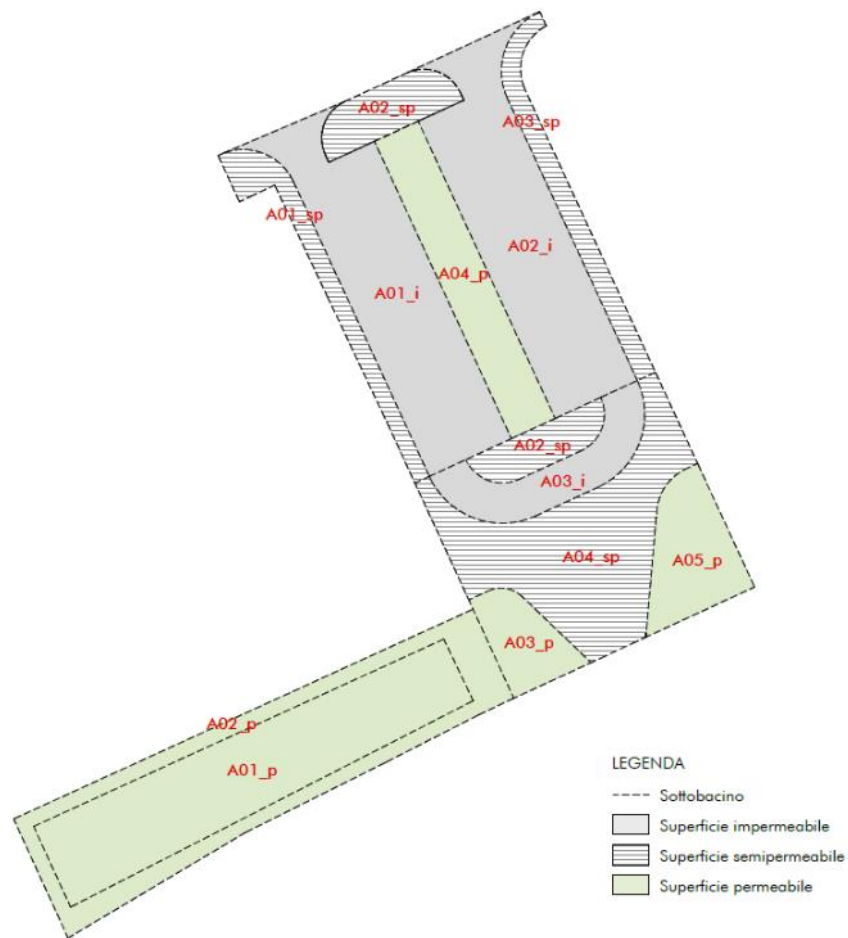 A02_sp
A03_sp
A01_sp
A02_i
A04_p
A01_i
A02_sp
A03_i
A04_sp
A05_p
A03_p
A02_p
A01_p
LEGENDA
Sottobacino
Superficie impermeabile
Superficie semipermeabile
Superficie permeabile